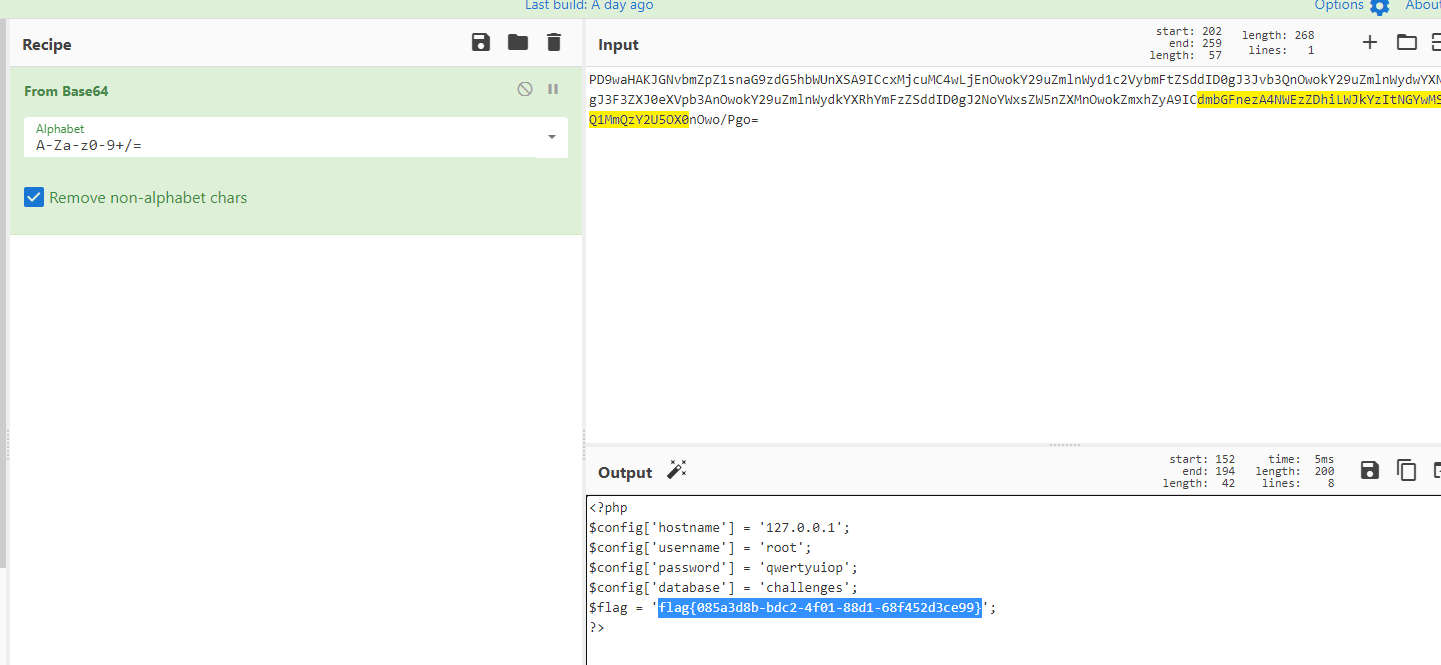 Last build: A day ago
Options
About
Recipe
From Base64
Alphabet
A-Za-z0-9+/=
Remove non-alphabet chars
Input
start: 202
end: 259
length: 57
length: 268
lines: 1
PD9waHAKJGNvbmZpZ1snaG9zdG5hbWUnXSA9ICcxMjcuMC4wLjEnOwokY29uZmlnWyd1c2VybmFtZSddID0gJ3Jvb3QnOwokY29uZmlnWydwYXN
gJ3F3ZXJ0eXVpb3AnOwokY29uZmlnWydkYXRhYmFzZSddID0gJ2NoYWxsZW5nZXMnOwokZmxhZyA9ICdmbGFnezA4NWEzZDhiLWJkYzItNGYwMS
Q1MmQzY2U5OX0nOwo/Pgo=
Output
start: 152
end: 194
length: 42
time: 5ms
length: 200
lines: 8
<?php
$config['hostname'] = '127.0.0.1';
$config['username'] = 'root';
$config['password'] = 'qwertyuiop';
$config['database'] = 'challenges';
$flag = 'flag{085a3d8b-bdc2-4f01-88d1-68f452d3ce99}';
?>